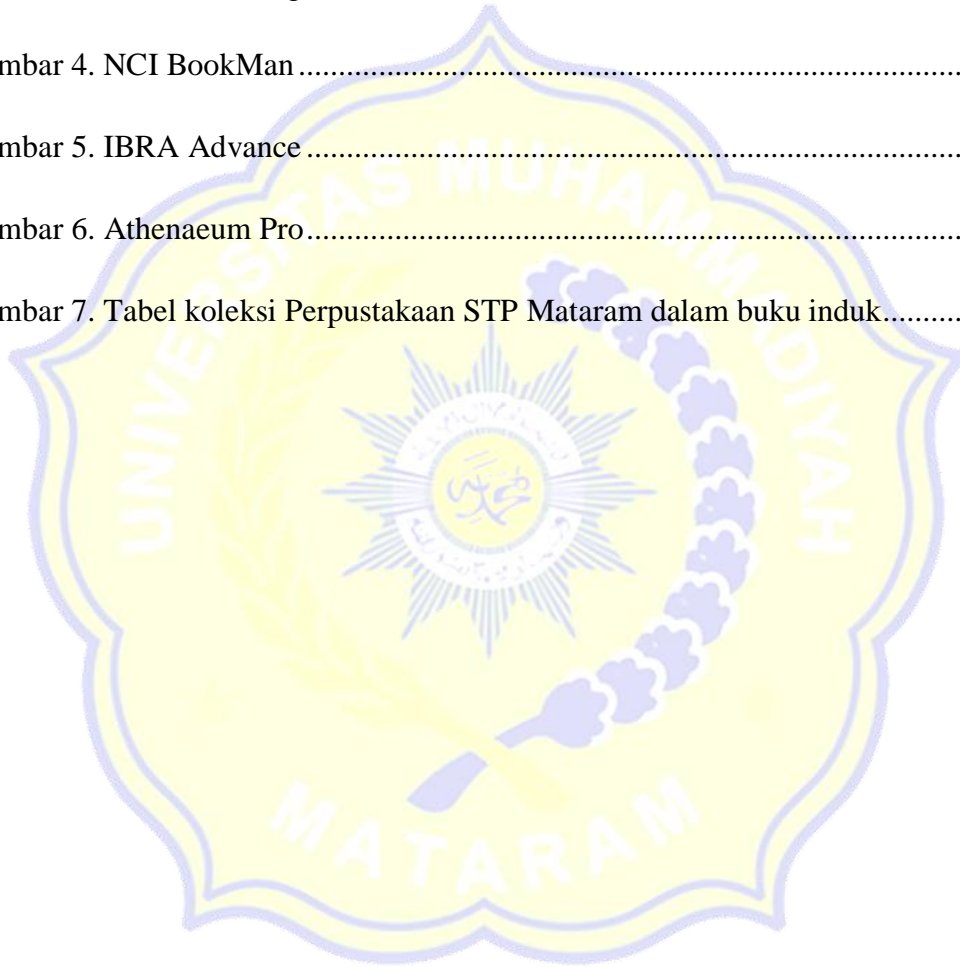 mbar 4. NCI BookMan
mbar 5. IBRA Advance
mbar 6. Athenaeum Pro
mbar 7. Tabel koleksi Perpustakaan STP Mataram dalam buku induk
UNIVERSITAS MUHAMMADIYAH
MATARAM